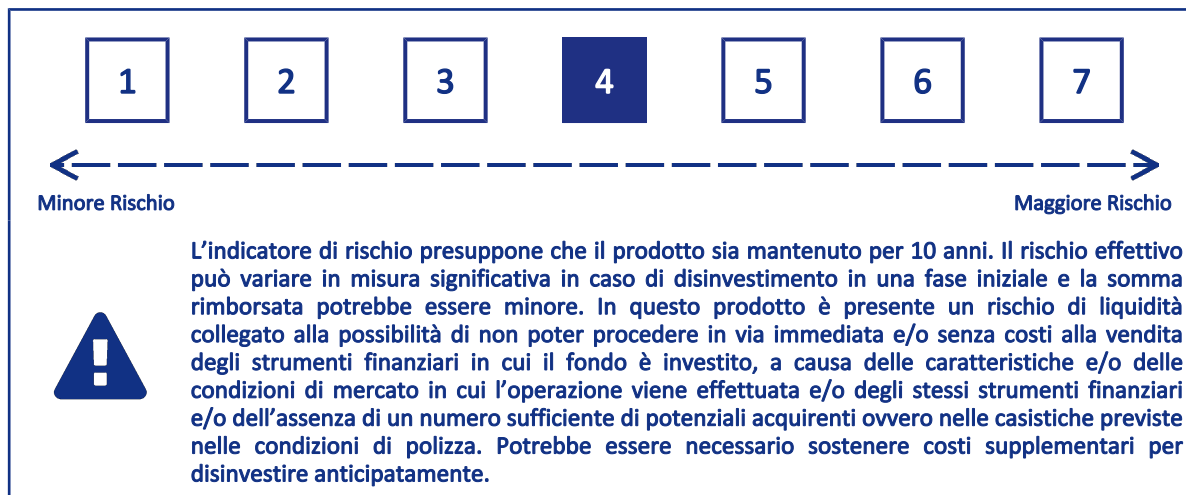 1 2 3 4 5 6 7
Minore Rischio Maggiore Rischio
L’indicatore di rischio presuppone che il prodotto sia mantenuto per 10 anni. Il rischio effettivo
può variare in misura significativa in caso di disinvestimento in una fase iniziale e la somma
rimborsata potrebbe essere minore. In questo prodotto è presente un rischio di liquidità
collegato alla possibilità di non poter procedere in via immediata e/o senza costi alla vendita
degli strumenti finanziari in cui il fondo è investito, a causa delle caratteristiche e/o delle
condizioni di mercato in cui l’operazione viene effettuata e/o degli stessi strumenti finanziari
e/o dell’assenza di un numero sufficiente di potenziali acquirenti ovvero nelle casistiche previste
nelle condizioni di polizza. Potrebbe essere necessario sostenere costi supplementari per
disinvestire anticipatamente.